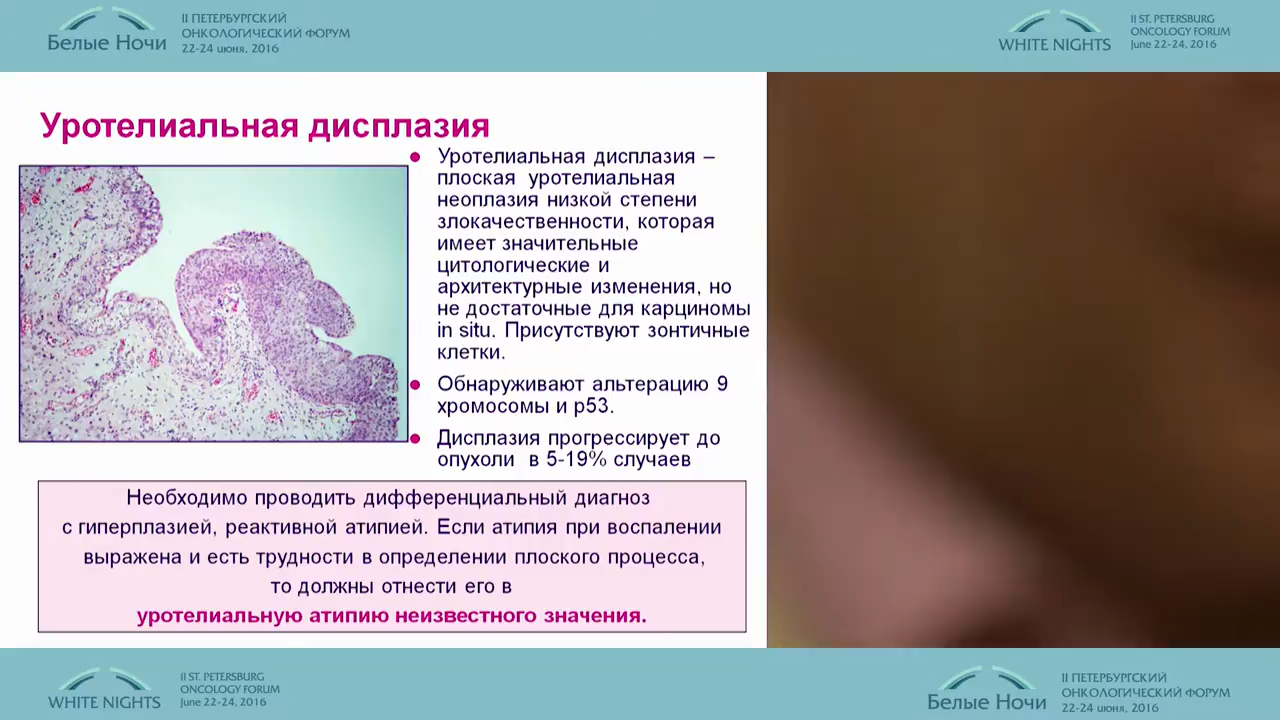 Белые Ночи
II ПЕТЕРБУРГСКИЙ
ОНКОЛОГИЧЕСКИЙ ФОРУМ
22-24 июня, 2016
WHITE NIGHTS
II ST. PETERSBURG
ONCOLOGY FORUM
June 22-24, 2016
Уротелиальная дисплазия
Уротелиальная дисплазия –
плоская уротелиальная
неоплазия низкой степени
злокачественности, которая
имеет значительные
цитологические и
архитектурные изменения, но
не достаточные для карциномы
in situ. Присутствуют зонтичные
клетки.
Обнаруживают альтерацию 9
хромосомы и р53.
Дисплазия прогрессирует до
опухоли в 5-19% случаев
Необходимо проводить дифференциальный диагноз
с гиперплазией, реактивной атипией. Если атипия при воспалении
выражена и есть трудности в определении плоского процесса,
то должны отнести его в
уротелиальную атипию неизвестного значения.
WHITE NIGHTS
II ST. PETERSBURG
ONCOLOGY FORUM
June 22-24, 2016
Белые Ночи
II ПЕТЕРБУРГСКИЙ
ОНКОЛОГИЧЕСКИЙ ФОРУМ
22-24 июня, 2016